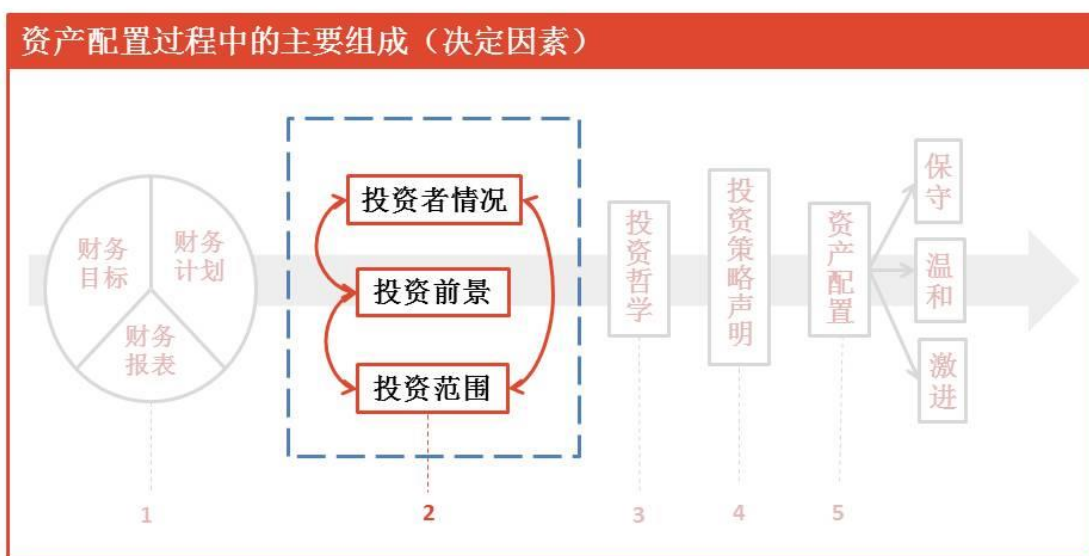 资产配置过程中的主要组成（决定因素）
财务
目标
财务
计划
财务
报表
投资者情况
投资前景
投资范围
投资哲学
投资策略声明
资产配置
保守
温和
激进
1
2
3
4
5